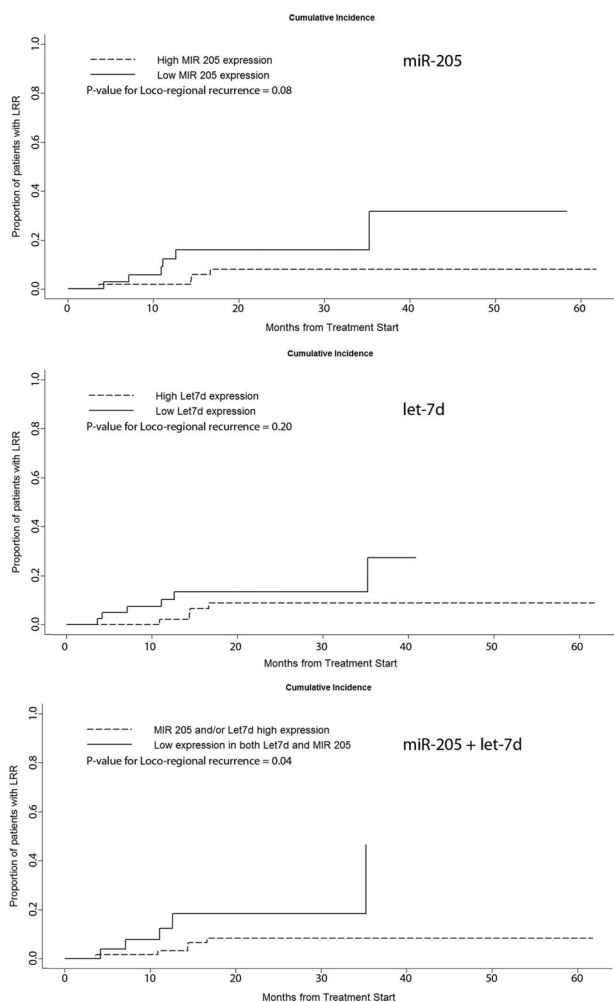 Cumulative Incidence
High MIR 205 expression
Low MIR 205 expression
P-value for Loco-regional recurrence = 0.08
miR-205
Proportion of patients with LRR
1.0
0.8
0.6
0.4
0.2
0.0
0 10 20 30 40 50 60
Months from Treatment Start
Cumulative Incidence
High Let7d expression
Low Let7d expression
P-value for Loco-regional recurrence = 0.20
let-7d
Proportion of patients with LRR
1.0
0.8
0.6
0.4
0.2
0.0
0 10 20 30 40 50 60
Months from Treatment Start
Cumulative Incidence
MIR 205 and/or Let7d high expression
Low expression in both Let7d and MIR 205
P-value for Loco-regional recurrence = 0.04
miR-205 + let-7d
Proportion of patients with LRR
1.0
0.8
0.6
0.4
0.2
0.0
0 10 20 30 40 50 60
Months from Treatment Start